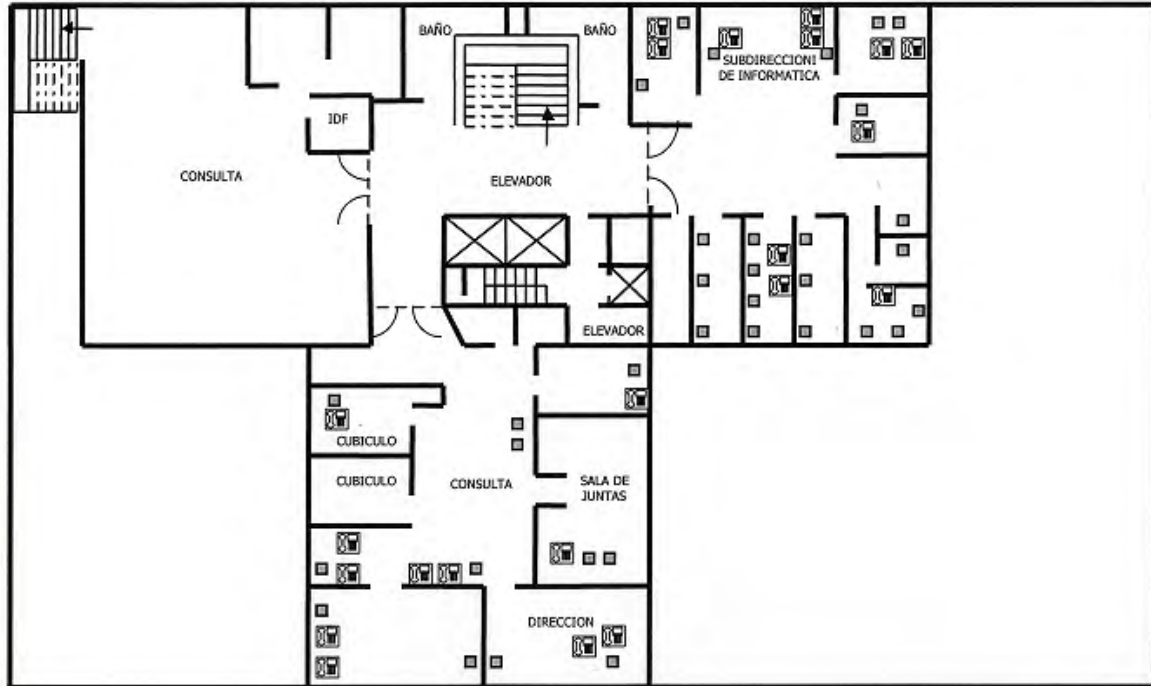 BAÑO
BAÑO
SUBDIRECCIONI
DE INFORMATICA
IDF
CONSULTA
ELEVADOR
ELEVADOR
CUBICULO
CUBICULO
CONSULTA
SALA DE
JUNTAS
DIRECCION